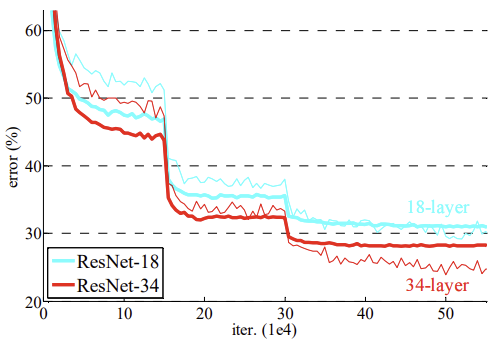 60
50
40
30
20
error (%)
18-layer
34-layer
ResNet-18
ResNet-34
0 10 20 30 40 50
iter. (1e4)